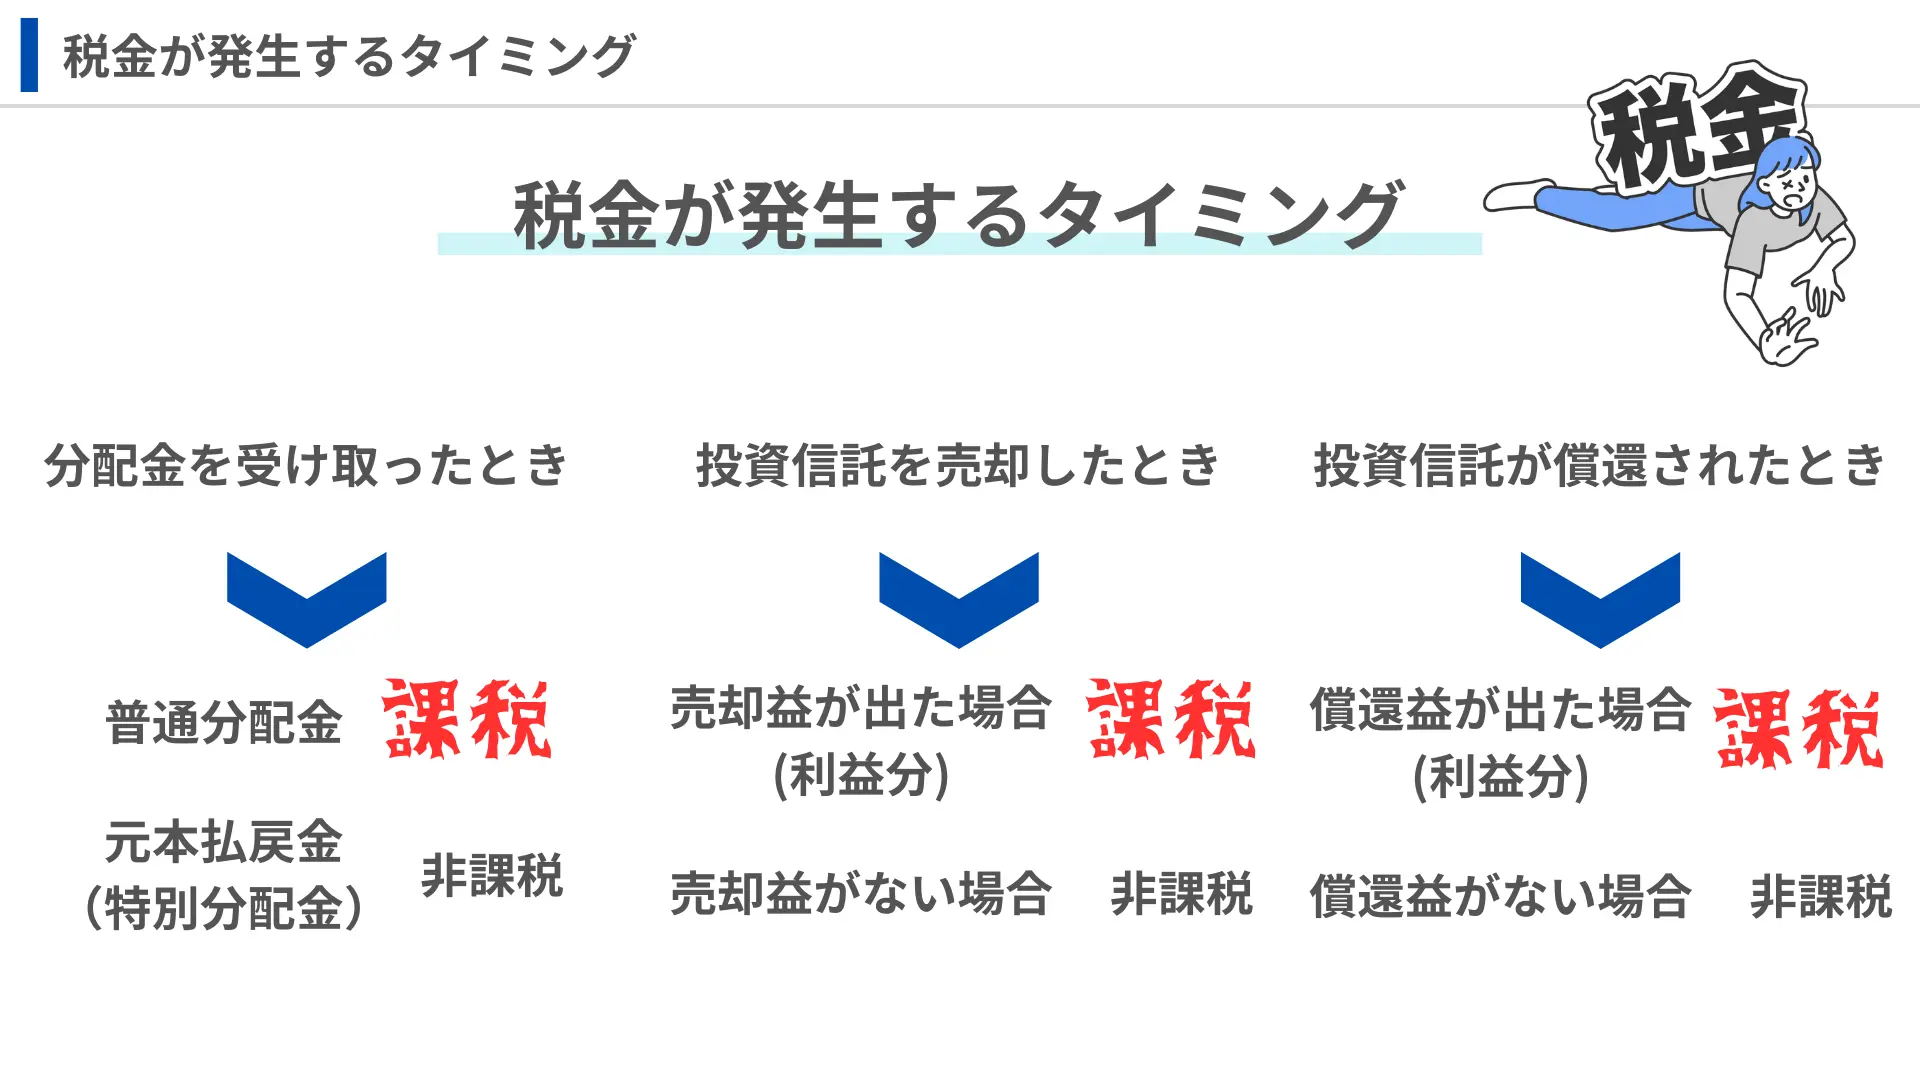 税金が発生するタイミング
税金
税金が発生するタイミング
分配金を受け取ったとき
普通分配金 課税
元本払戻金
（特別分配金） 非課税
投資信託を売却したとき
売却益が出た場合 課税
(利益分)
売却益がない場合 非課税
投資信託が償還されたとき
償還益が出た場合 課税
(利益分)
償還益がない場合 非課税